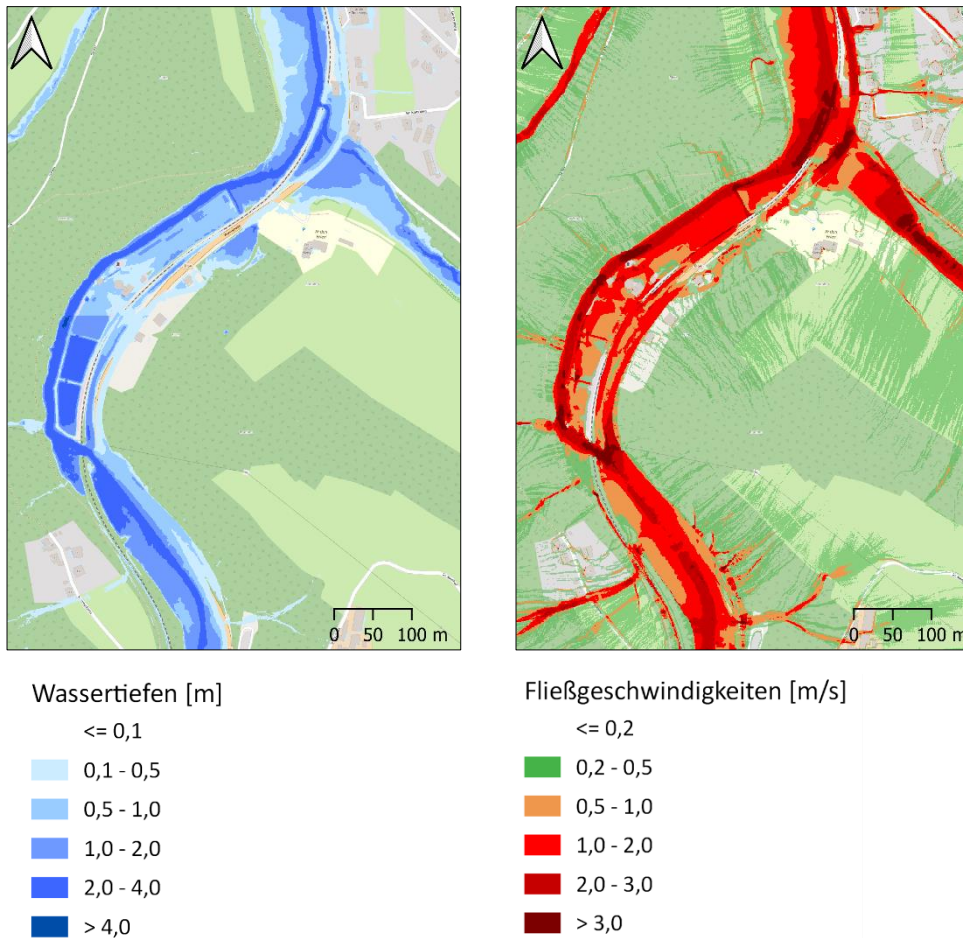 0 50 100 m
0 50 100 m
Wassertiefen [m]
<= 0,1
0,1 - 0,5
0,5 - 1,0
1,0 - 2,0
2,0 - 4,0
> 4,0
Fließgeschwindigkeiten [m/s]
<= 0,2
0,2 - 0,5
0,5 - 1,0
1,0 - 2,0
2,0 - 3,0
> 3,0